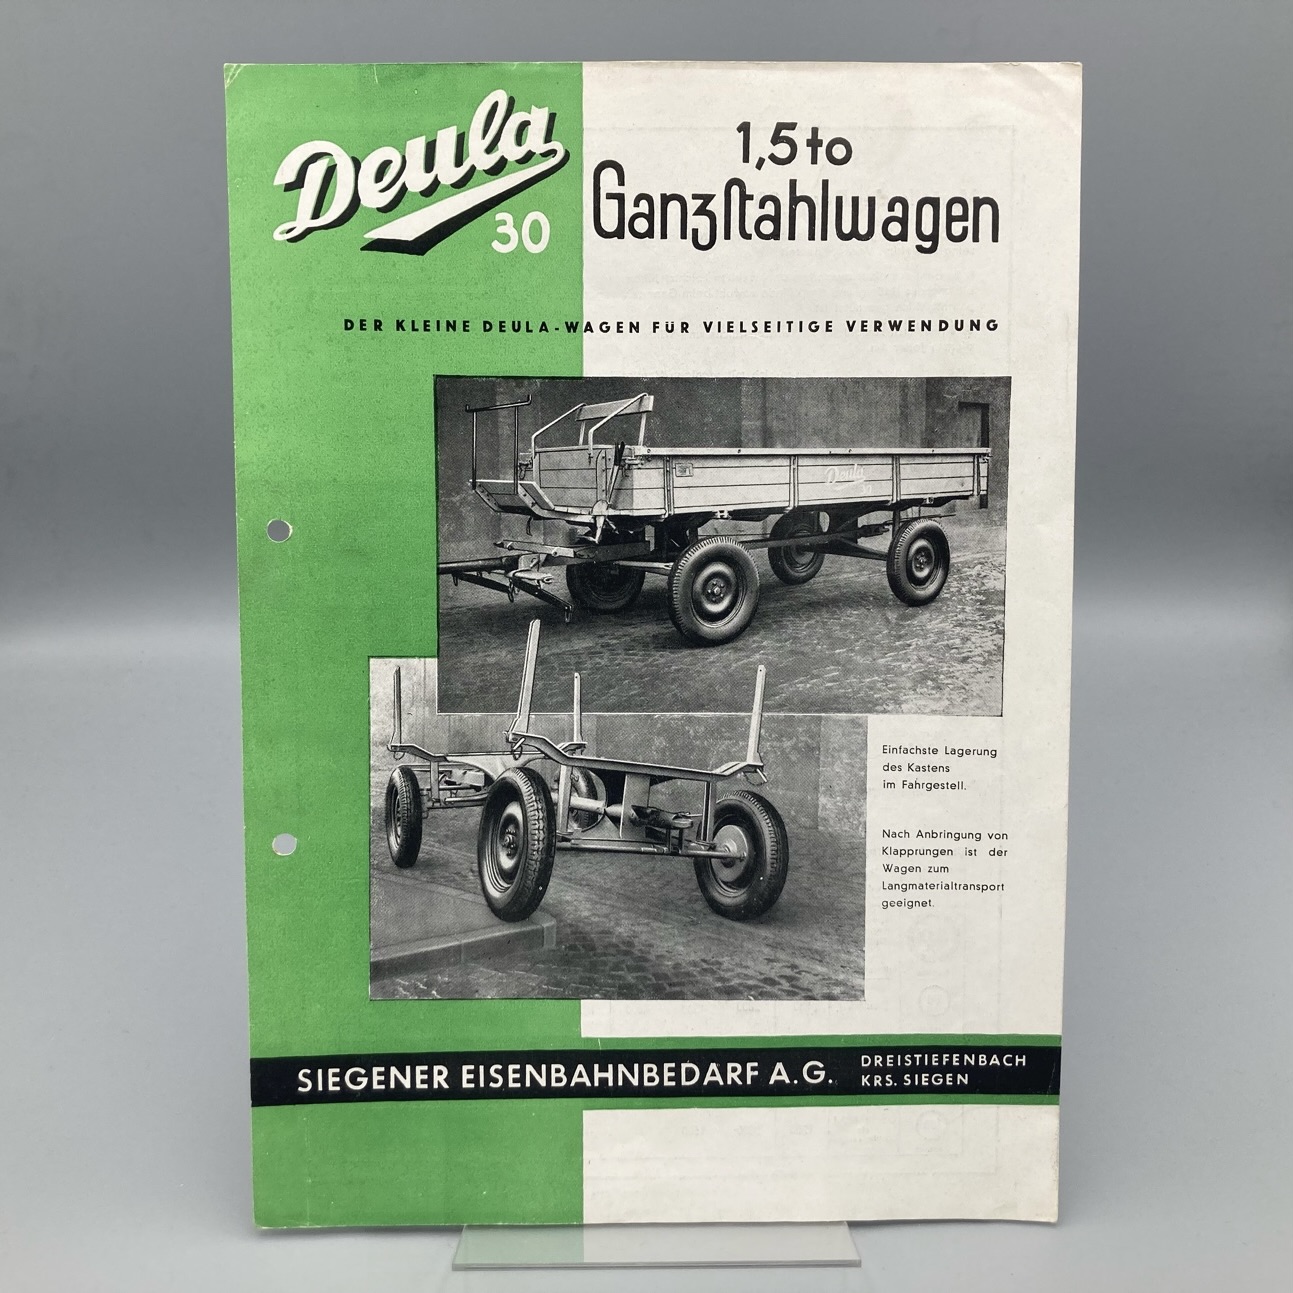 Deula
30
1,5 to
Ganzſtahlwagen
DER KLEINE DEULA-WAGEN FÜR VIELSEITIGE VERWENDUNG
Deula
30
Einfachste Lagerung
des Kastens
im Fahrgestell.
Nach Anbringung von
Klapprungen ist der
Wagen zum
Langmaterialtransport
geeignet.
SIEGENER EISENBAHNBEDARF A.G.
DREISTIEFENBACH
KRS. SIEGEN